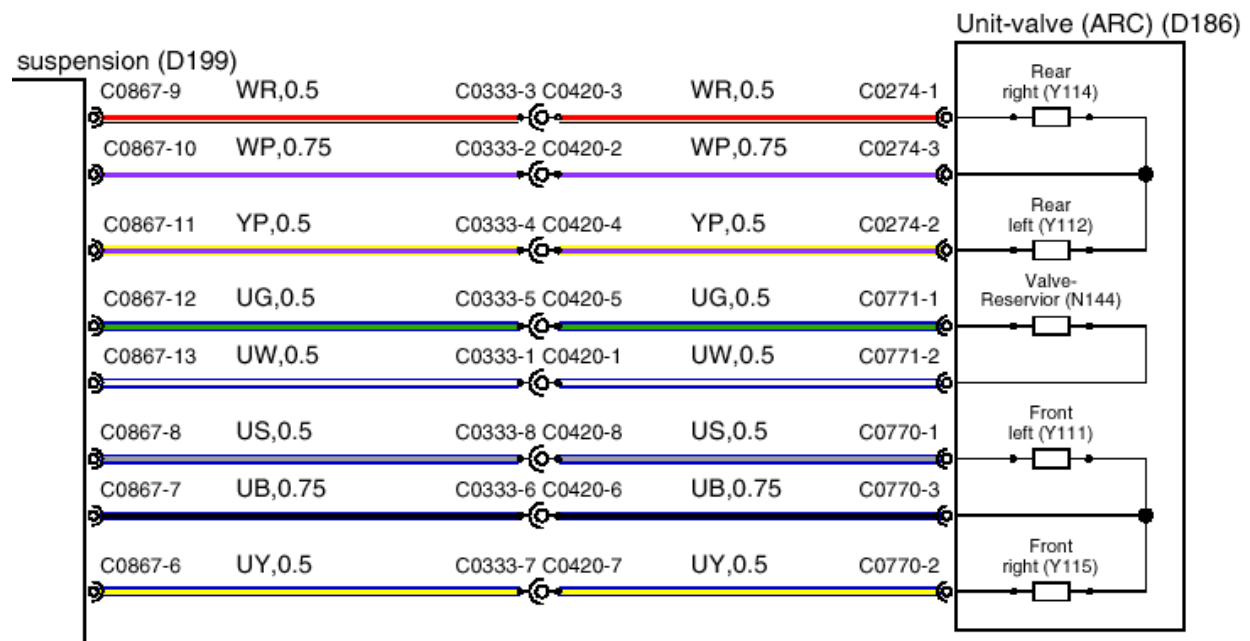 Unit-valve (ARC) (D186)
suspension (D199)
Rear
right (Y114)
C0867-9 WR,0.5 C0333-3 C0420-3 WR,0.5 C0274-1
C0867-10 WP,0.75 C0333-2 C0420-2 WP,0.75 C0274-3
Rear
left (Y112)
C0867-11 YP,0.5 C0333-4 C0420-4 YP,0.5 C0274-2
Valve-
Reservior (N144)
C0867-12 UG,0.5 C0333-5 C0420-5 UG,0.5 C0771-1
C0867-13 UW,0.5 C0333-1 C0420-1 UW,0.5 C0771-2
Front
left (Y111)
C0867-8 US,0.5 C0333-8 C0420-8 US,0.5 C0770-1
C0867-7 UB,0.75 C0333-6 C0420-6 UB,0.75 C0770-3
Front
right (Y115)
C0867-6 UY,0.5 C0333-7 C0420-7 UY,0.5 C0770-2